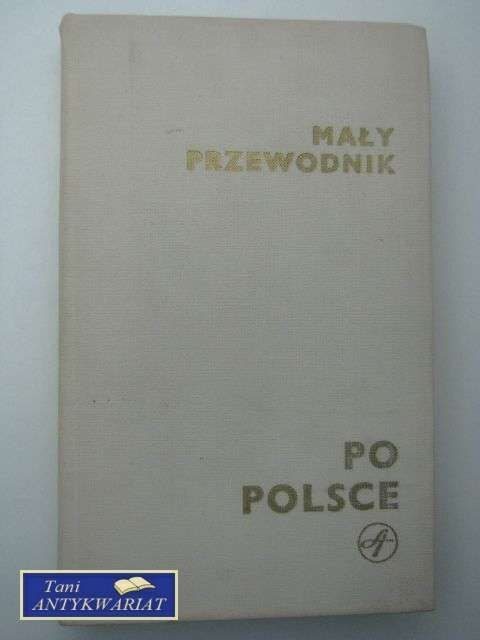 MAŁY
PRZEWODNIK
PO
POLSCE
Tani
ANTYKWARIAT